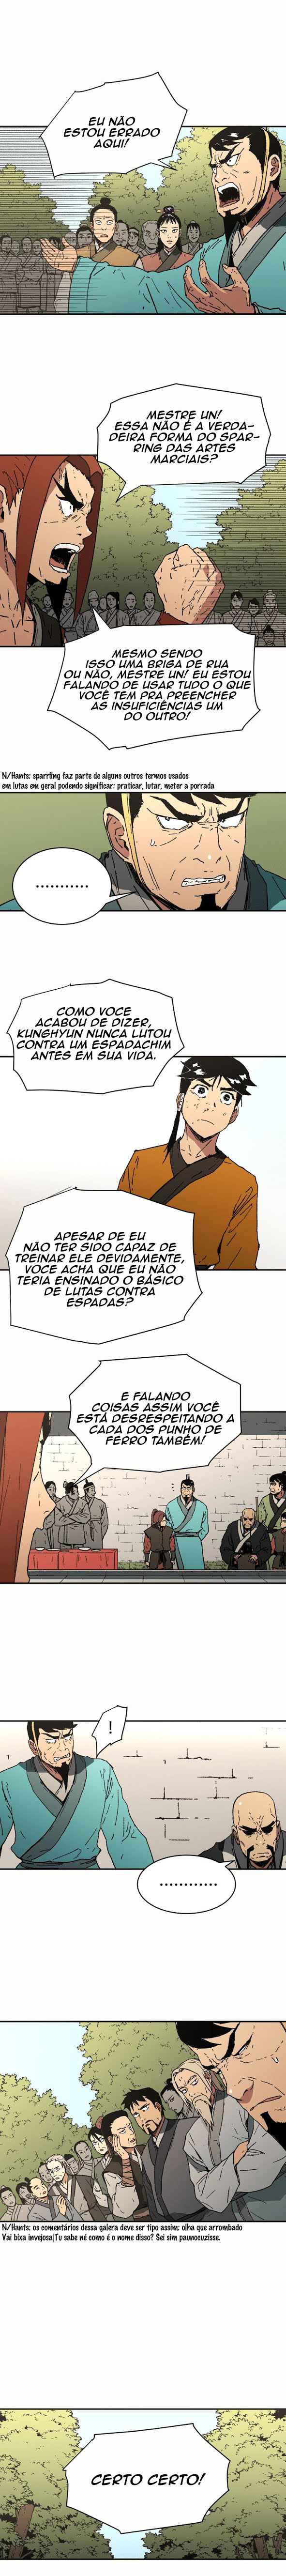 EU NÃO
ESTOU ERRADO
AQUI!
MESTRE UN!
ESSA NÃO É A VERDA-
DEIRA FORMA DO SPAR-
RING DAS ARTES
MARCIAIS?
MESMO SENDO
ISSO UMA BRIGA DE RUA
OU NÃO, MESTRE UN! EU ESTOU
FALANDO DE USAR TUDO O QUE
VOCÊ TEM PRA PREENCHER
AS INSUFICIÊNCIAS UM
DO OUTRO!
N/Hants: sparrling faz parte de alguns outros termos usados
em lutas em geral podendo significar: praticar, lutar, meter a porrada
...........
COMO VOCE
ACABOU DE DIZER,
KUNGHYUN NUNCA LUTOU
CONTRA UM ESPADACHIM
ANTES EM SUA VIDA.
APESAR DE EU
NÃO TER SIDO CAPAZ DE
TREINAR ELE DEVIDAMENTE,
VOCE ACHA QUE EU NÃO
TERIA ENSINADO O BÁSICO
DE LUTAS CONTRA
ESPADAS?
E FALANDO
COISAS ASSIM VOCÊ
ESTÁ DESRESPEITANDO A
CADA DOS PUNHO DE
FERRO TAMBÉM!
!
............
N/Hants: os comentários dessa galera deve ser tipo assim: olha que arrombado
Vai bixa invejosa|Tu sabe né como é o nome disso? Sei sim paunocuzisse.
CERTO CERTO!